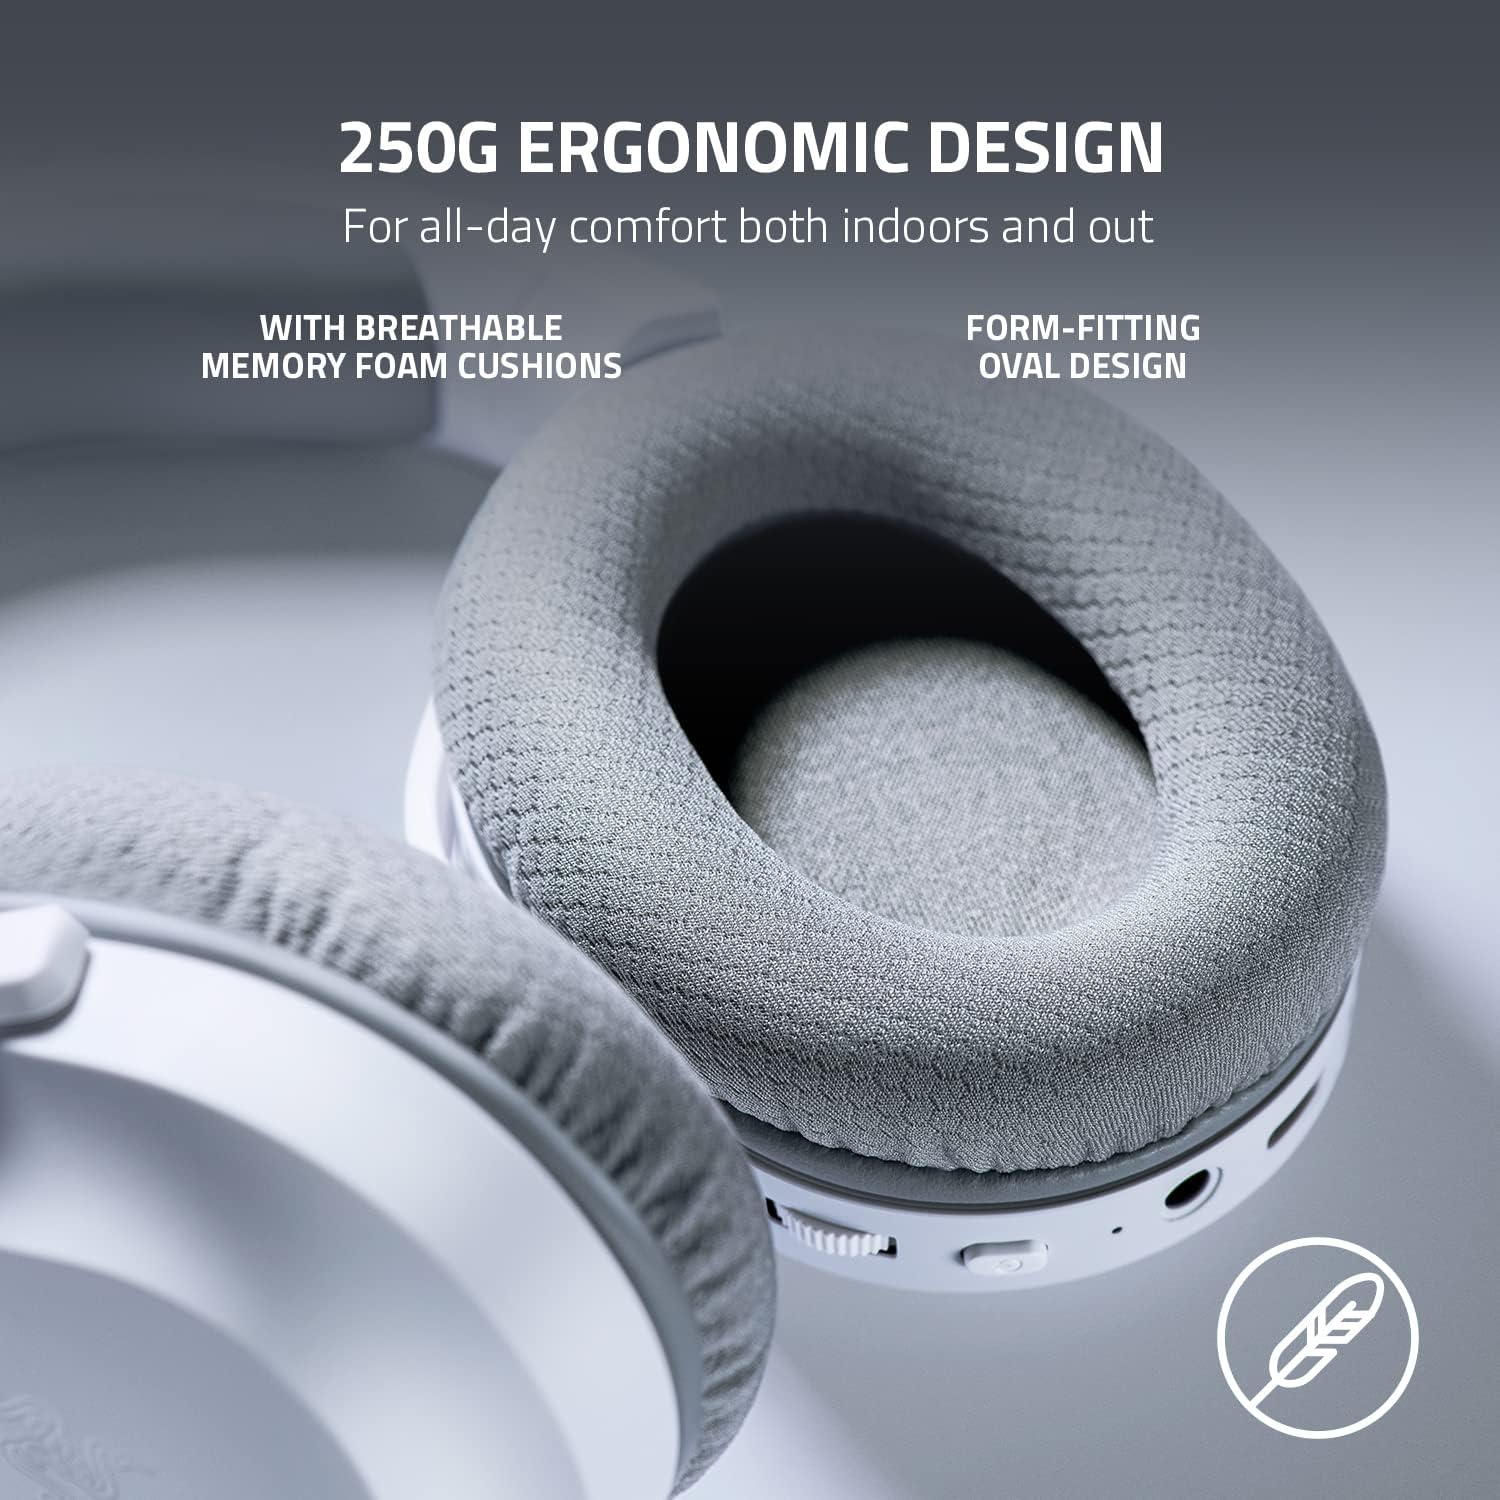 250G ERGONOMIC DESIGN
For all-day comfort both indoors and out
WITH BREATHABLE
MEMORY FOAM CUSHIONS
FORM-FITTING
OVAL DESIGN